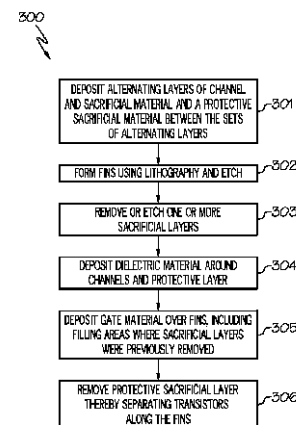 300
DEPOSIT ALTERNATING LAYERS OF CHANNEL
AND SACRIFICIAL MATERIAL AND A PROTECTIVE
SACRIFICIAL MATERIAL BETWEEN THE SETS
OF ALTERNATING LAYERS
301
FORM FINS USING LITHOGRAPHY AND ETCH
302
REMOVE OR ETCH ONE OR MORE
SACRIFICIAL LAYERS
303
DEPOSIT DIELECTRIC MATERIAL AROUND
CHANNELS AND PROTECTIVE LAYER
304
DEPOSIT GATE MATERIAL OVER FINS, INCLUDING
FILLING AREAS WHERE SACRIFICIAL LAYERS
WERE PREVIOUSLY REMOVED
305
REMOVE PROTECTIVE SACRIFICIAL LAYER
THEREBY SEPARATING TRANSISTORS
ALONG THE FINS
306